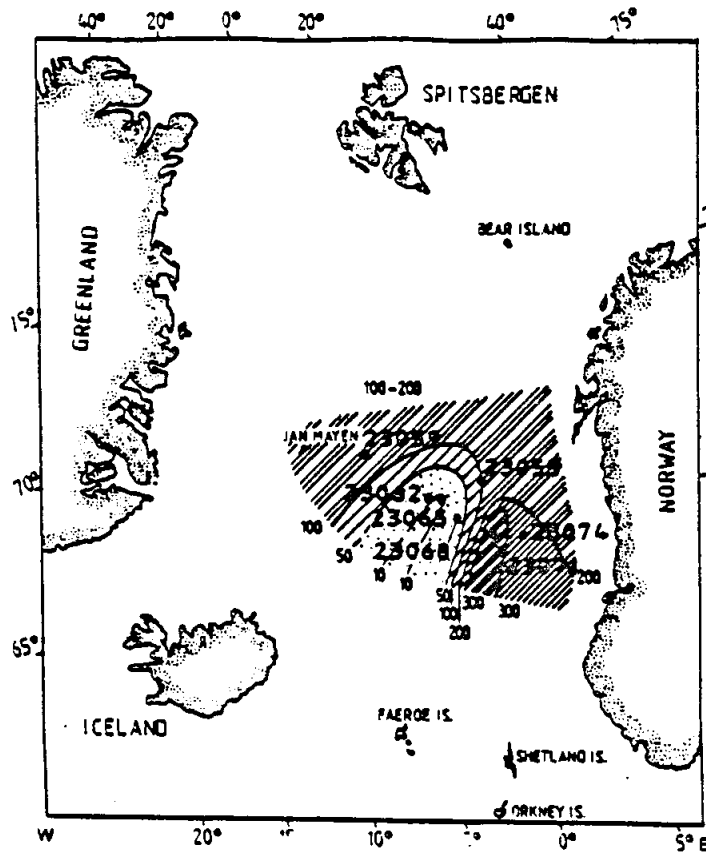 40° 20° 0° 20° 40° 75°
SPITSBERGEN
BEAR ISLAND
GREENLAND
15°
100-200
JAN MAYEN
23059
NORWAY
70°
23065
23074
100
50
23068
10
10
50
300
300
200
100
200
65°
ICELAND
FAEROE IS.
SHETLAND IS.
ORKNEY IS.
W 20° 10° 0° 5° E